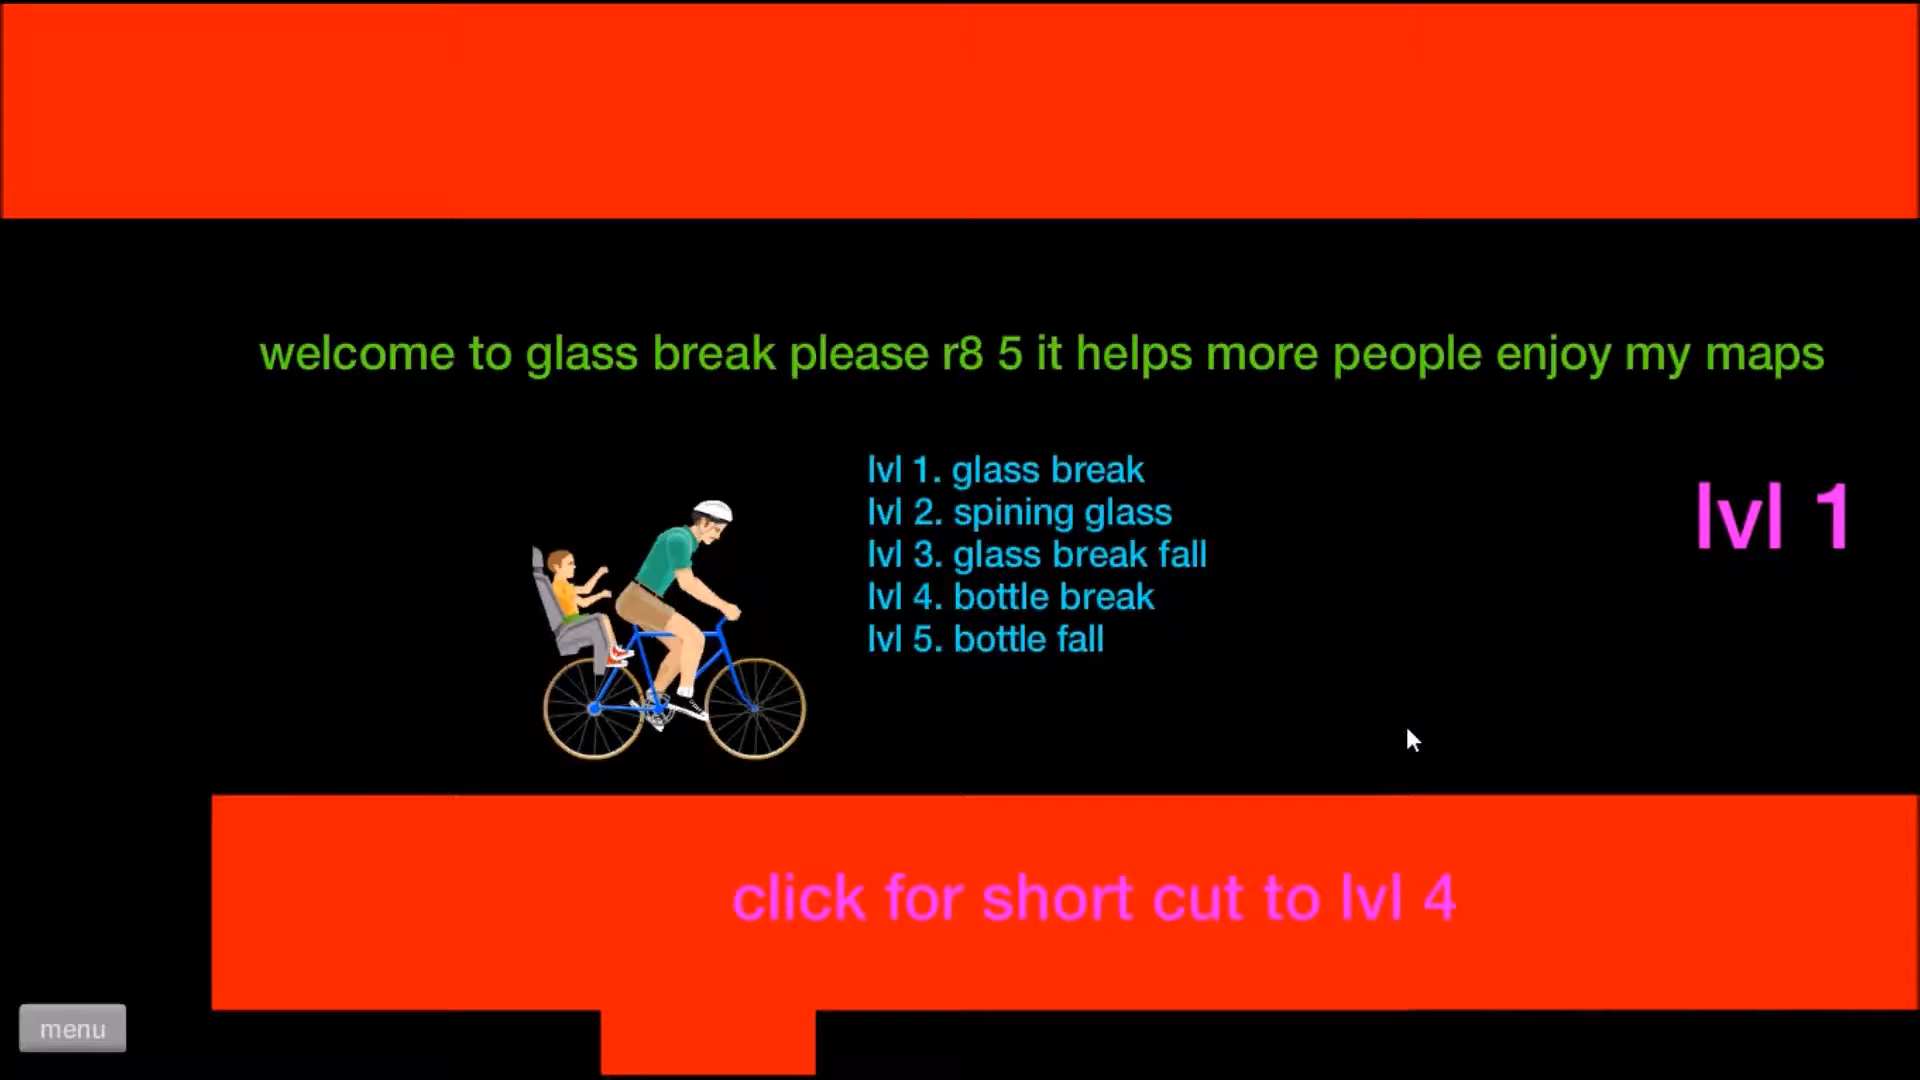 welcome to glass break please r8 5 it helps more people enjoy my maps
lvl 1. glass break
lvl 2. spining glass
lvl 3. glass break fall
lvl 4. bottle break
lvl 5. bottle fall
lvl 1
click for short cut to lvl 4
menu